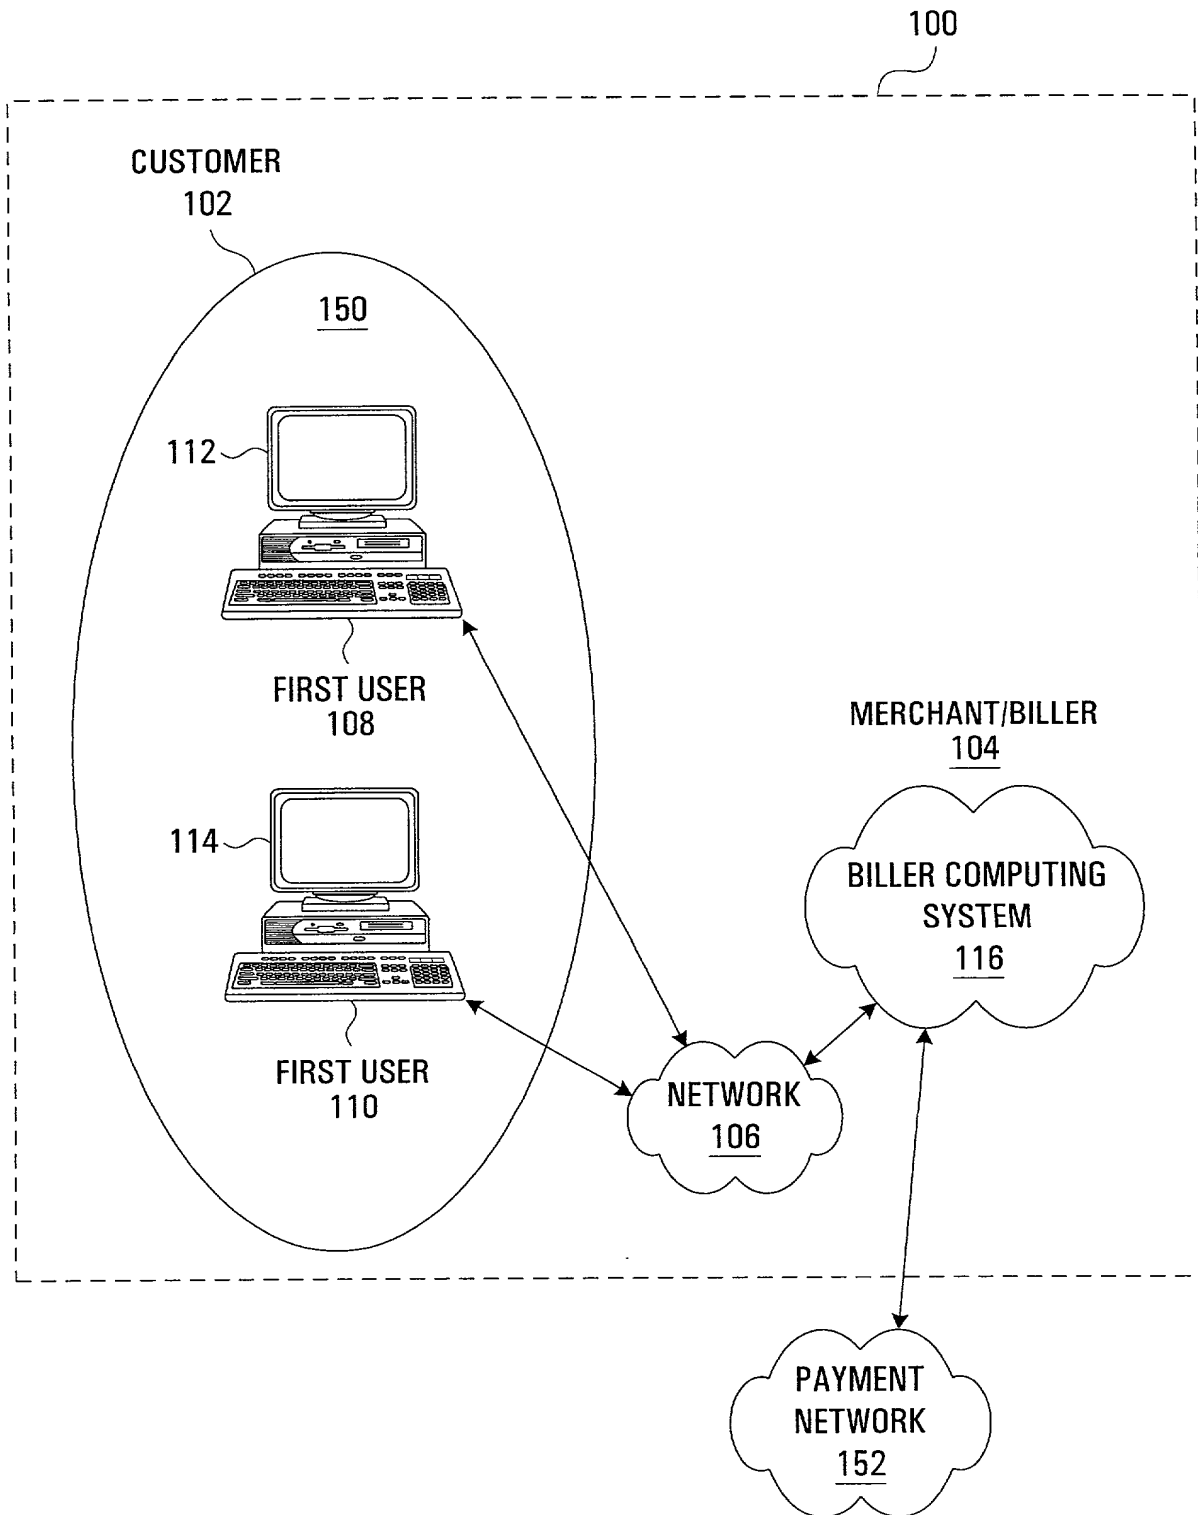 100
CUSTOMER
102
150
112
FIRST USER
108
MERCHANT/BILLER
104
114
BILLER COMPUTING
SYSTEM
116
FIRST USER
110
NETWORK
106
PAYMENT
NETWORK
152